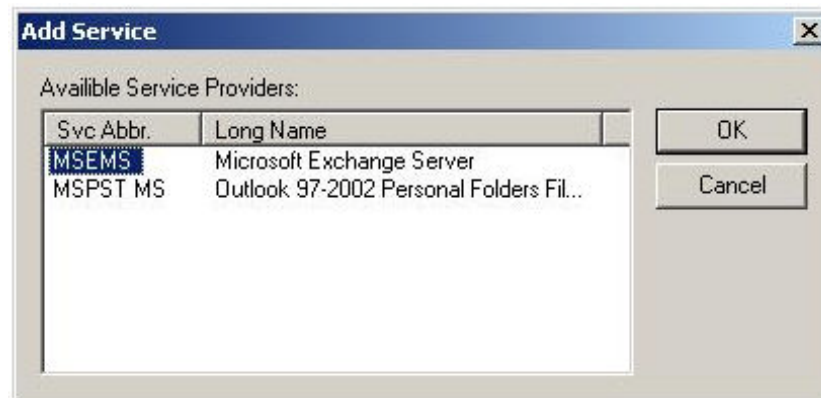 Add Service
Availible Service Providers:
Svc Abbr. Long Name
MSEMS Microsoft Exchange Server
MSPST MS Outlook 97-2002 Personal Folders Fil...
OK
Cancel